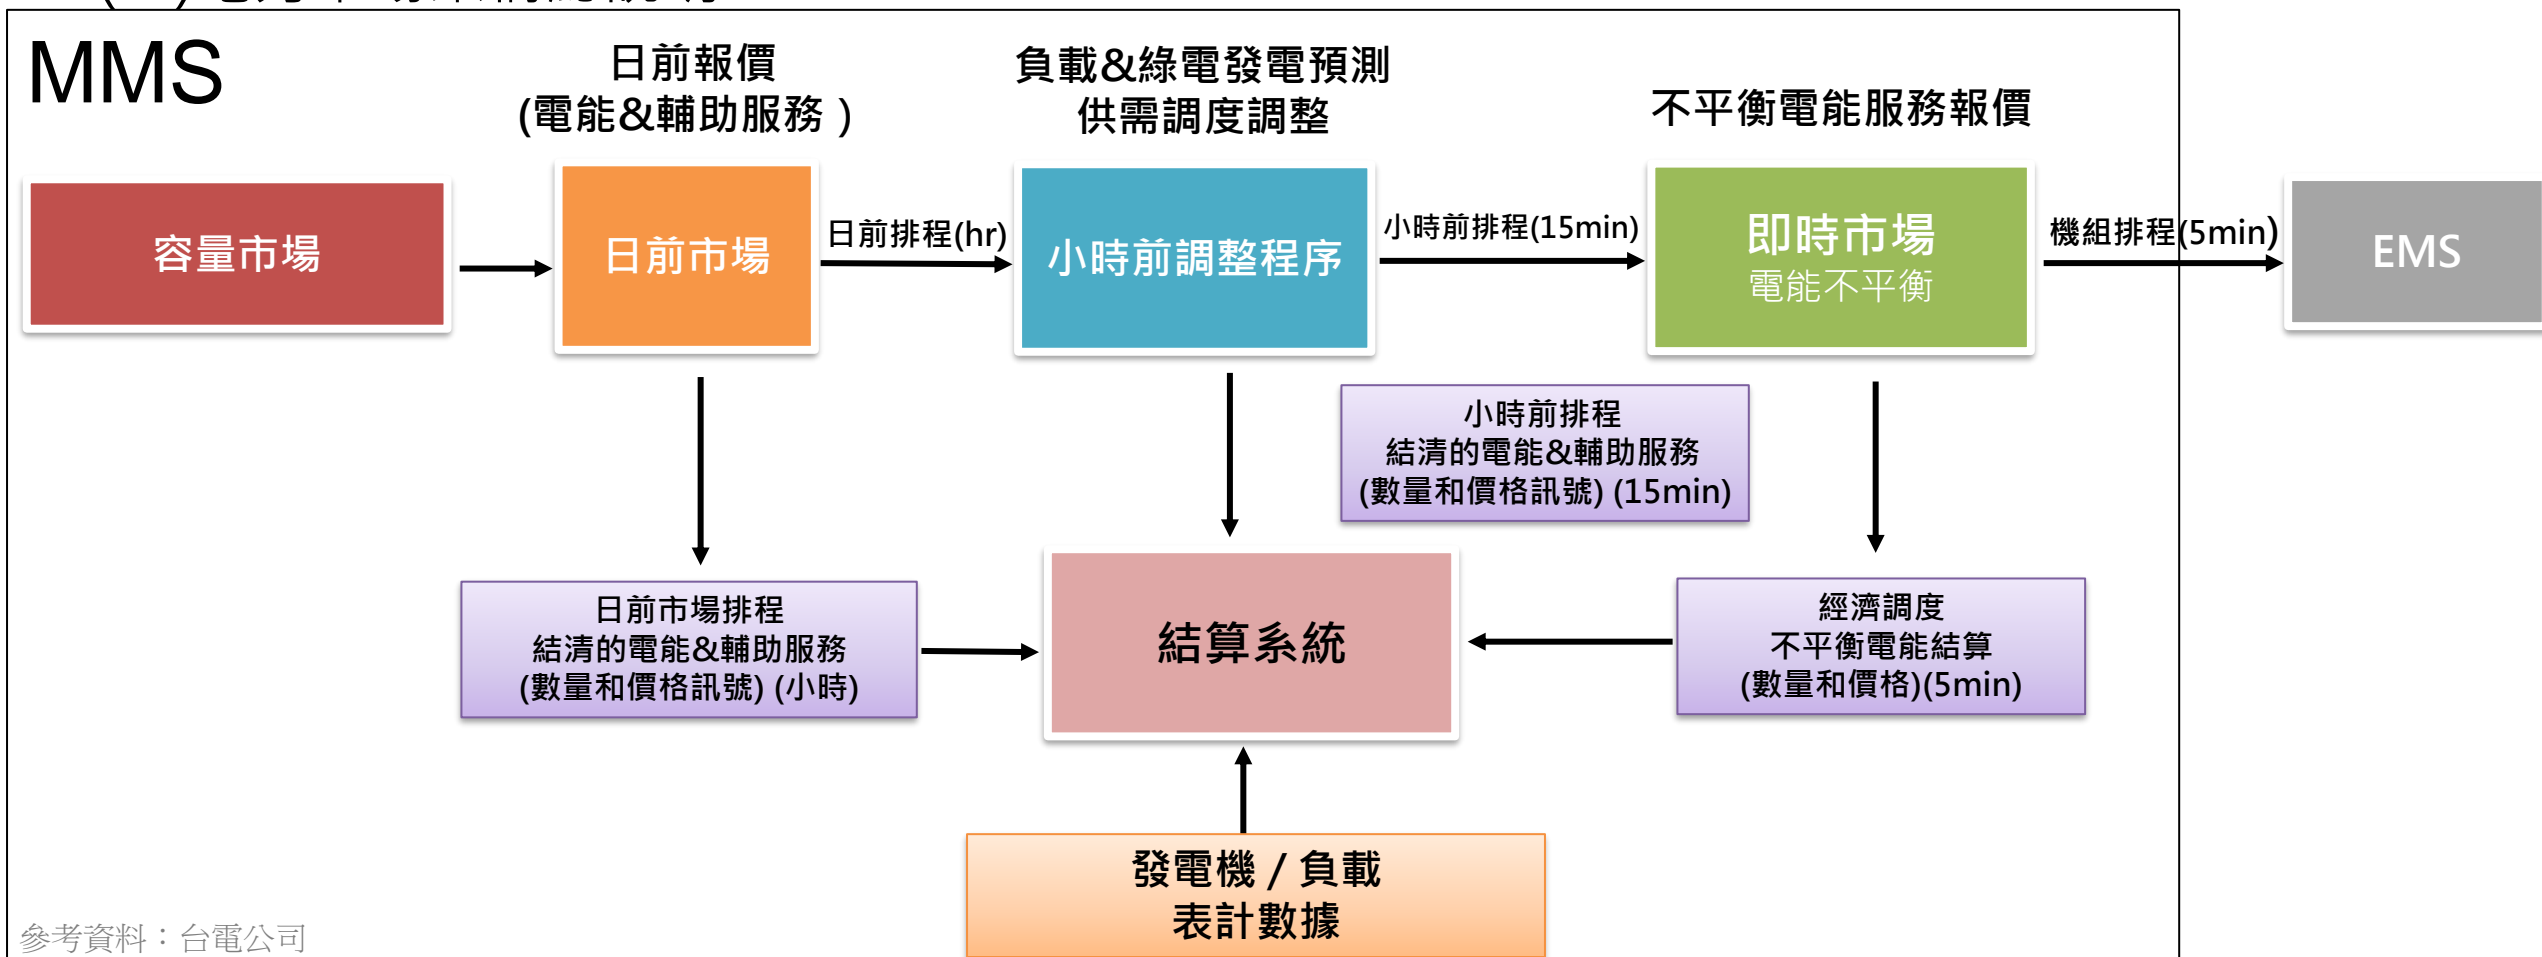 MMS
日前報價
(電能&輔助服務 )
負載&綠電發電預測
供需調度調整
不平衡電能服務報價
容量市場
日前市場
日前排程(hr)
小時前調整程序
小時前排程(15min)
即時市場
電能不平衡
機組排程(5min)
EMS
小時前排程
結清的電能&輔助服務
(數量和價格訊號) (15min)
日前市場排程
結清的電能&輔助服務
(數量和價格訊號) (小時)
結算系統
經濟調度
不平衡電能結算
(數量和價格)(5min)
發電機 / 負載
表計數據
參考資料：台電公司